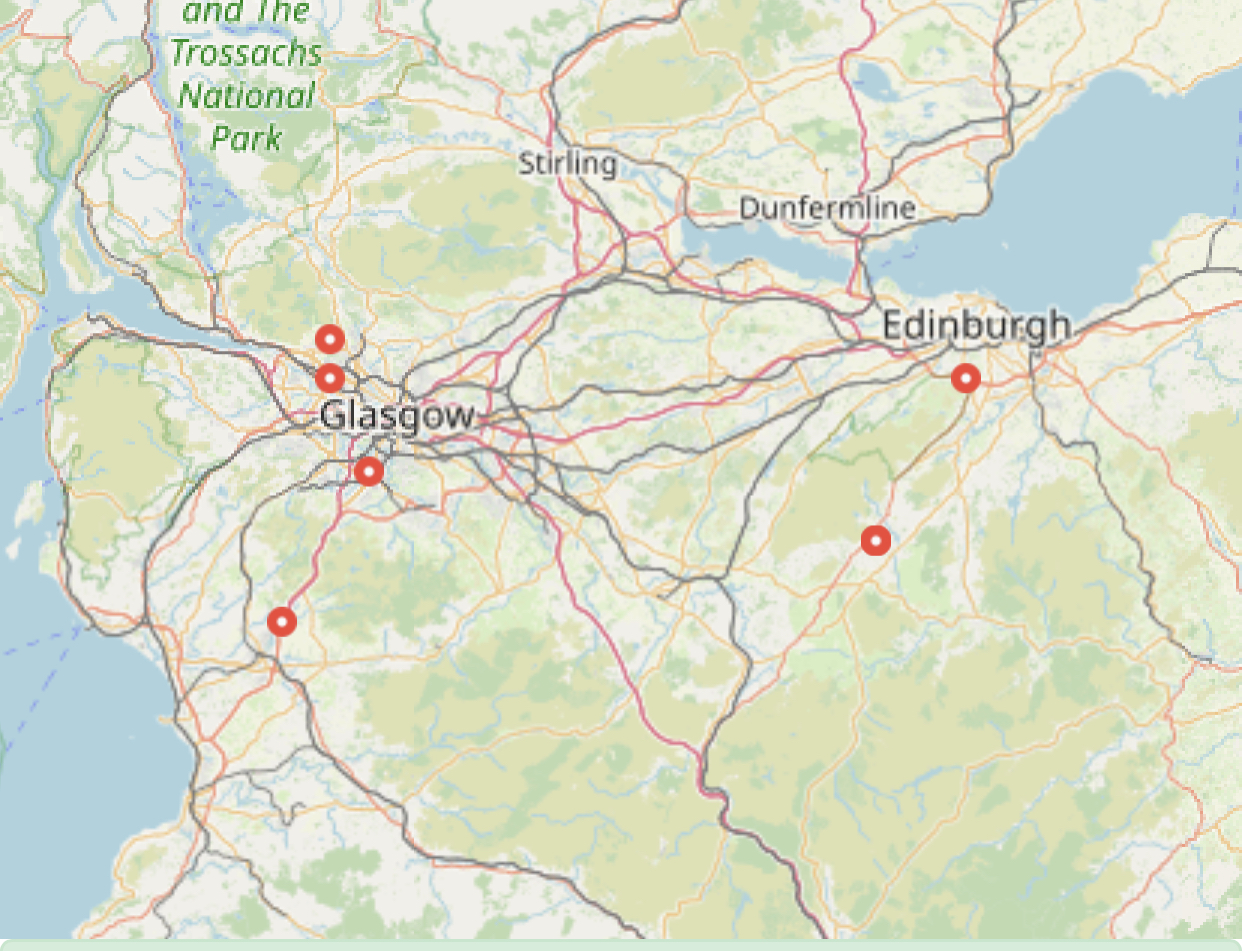 and The
Trossachs
National
Park
Stirling
Dunfermline
Edinburgh
Glasgow